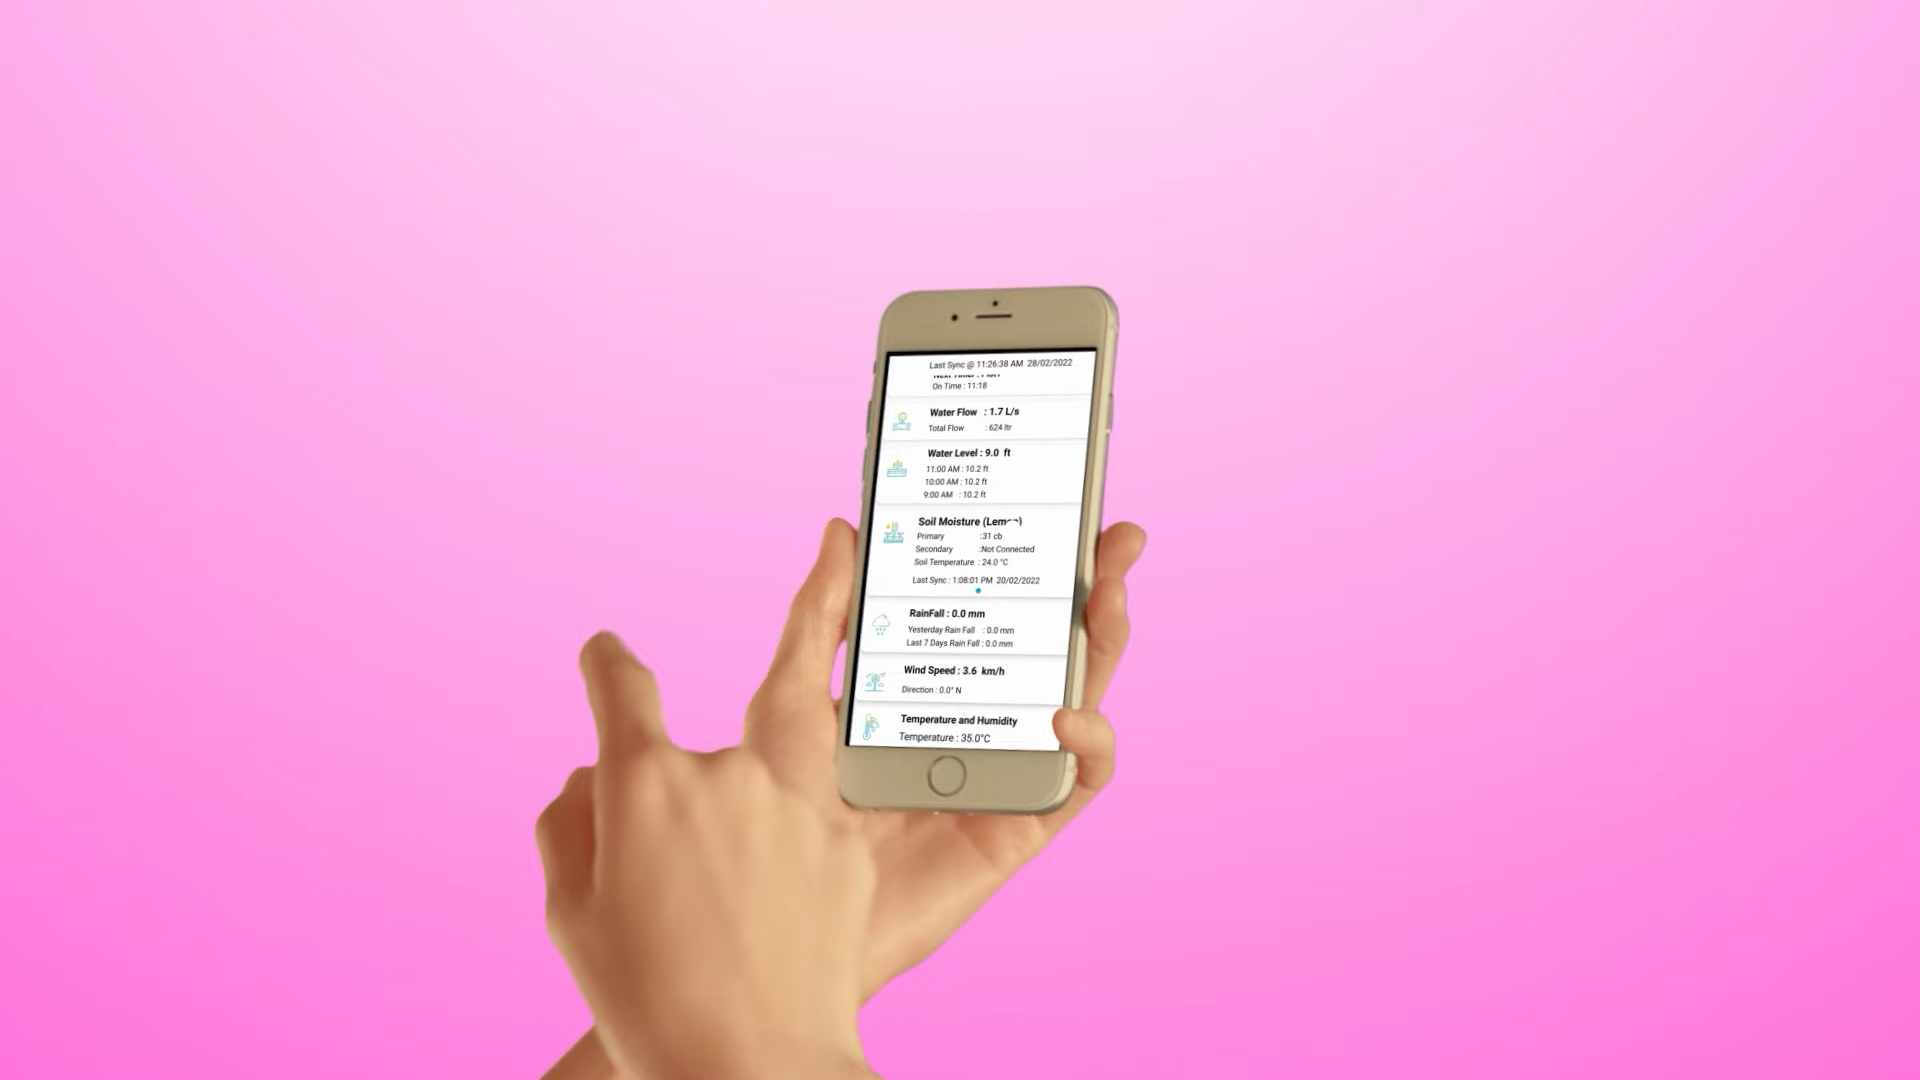 Last Sync @ 11:26:38 AM 28/02/2022
On Time : 11:18
Water Flow : 1.7 L/s
Total Flow : 624 ltr
Water Level : 9.0 ft
11:00 AM : 10.2 ft
10:00 AM : 10.2 ft
9:00 AM : 10.2 ft
Soil Moisture (Lemon)
Primary :31 cb
Secondary :Not Connected
Soil Temperature : 24.0 °C
Last Sync : 1:08:01 PM 20/02/2022
RainFall : 0.0 mm
Yesterday Rain Fall : 0.0 mm
Last 7 Days Rain Fall : 0.0 mm
Wind Speed : 3.6 km/h
Direction : 0.0° N
Temperature and Humidity
Temperature : 35.0°C